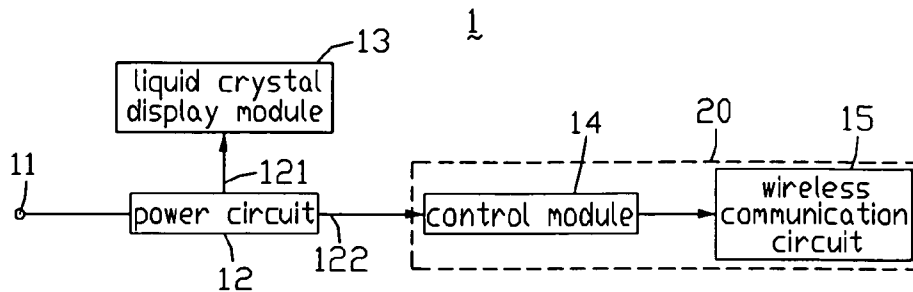 1
13
liquid crystal
display module
14
20
15
11
121
wireless
communication
circuit
power circuit
control module
12
122